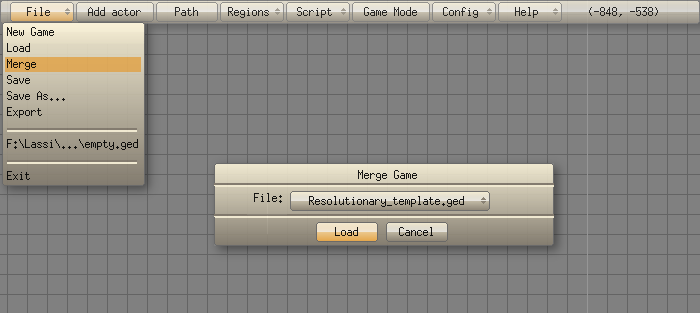 File Add actor Path Regions Script Game Mode Config Help (-848, -538)
New Game
Load
Merge
Save
Save As...
Export
F:\Lassi\...\empty.ged
Exit
Merge Game
File: Resolutionary_template.ged
Load Cancel